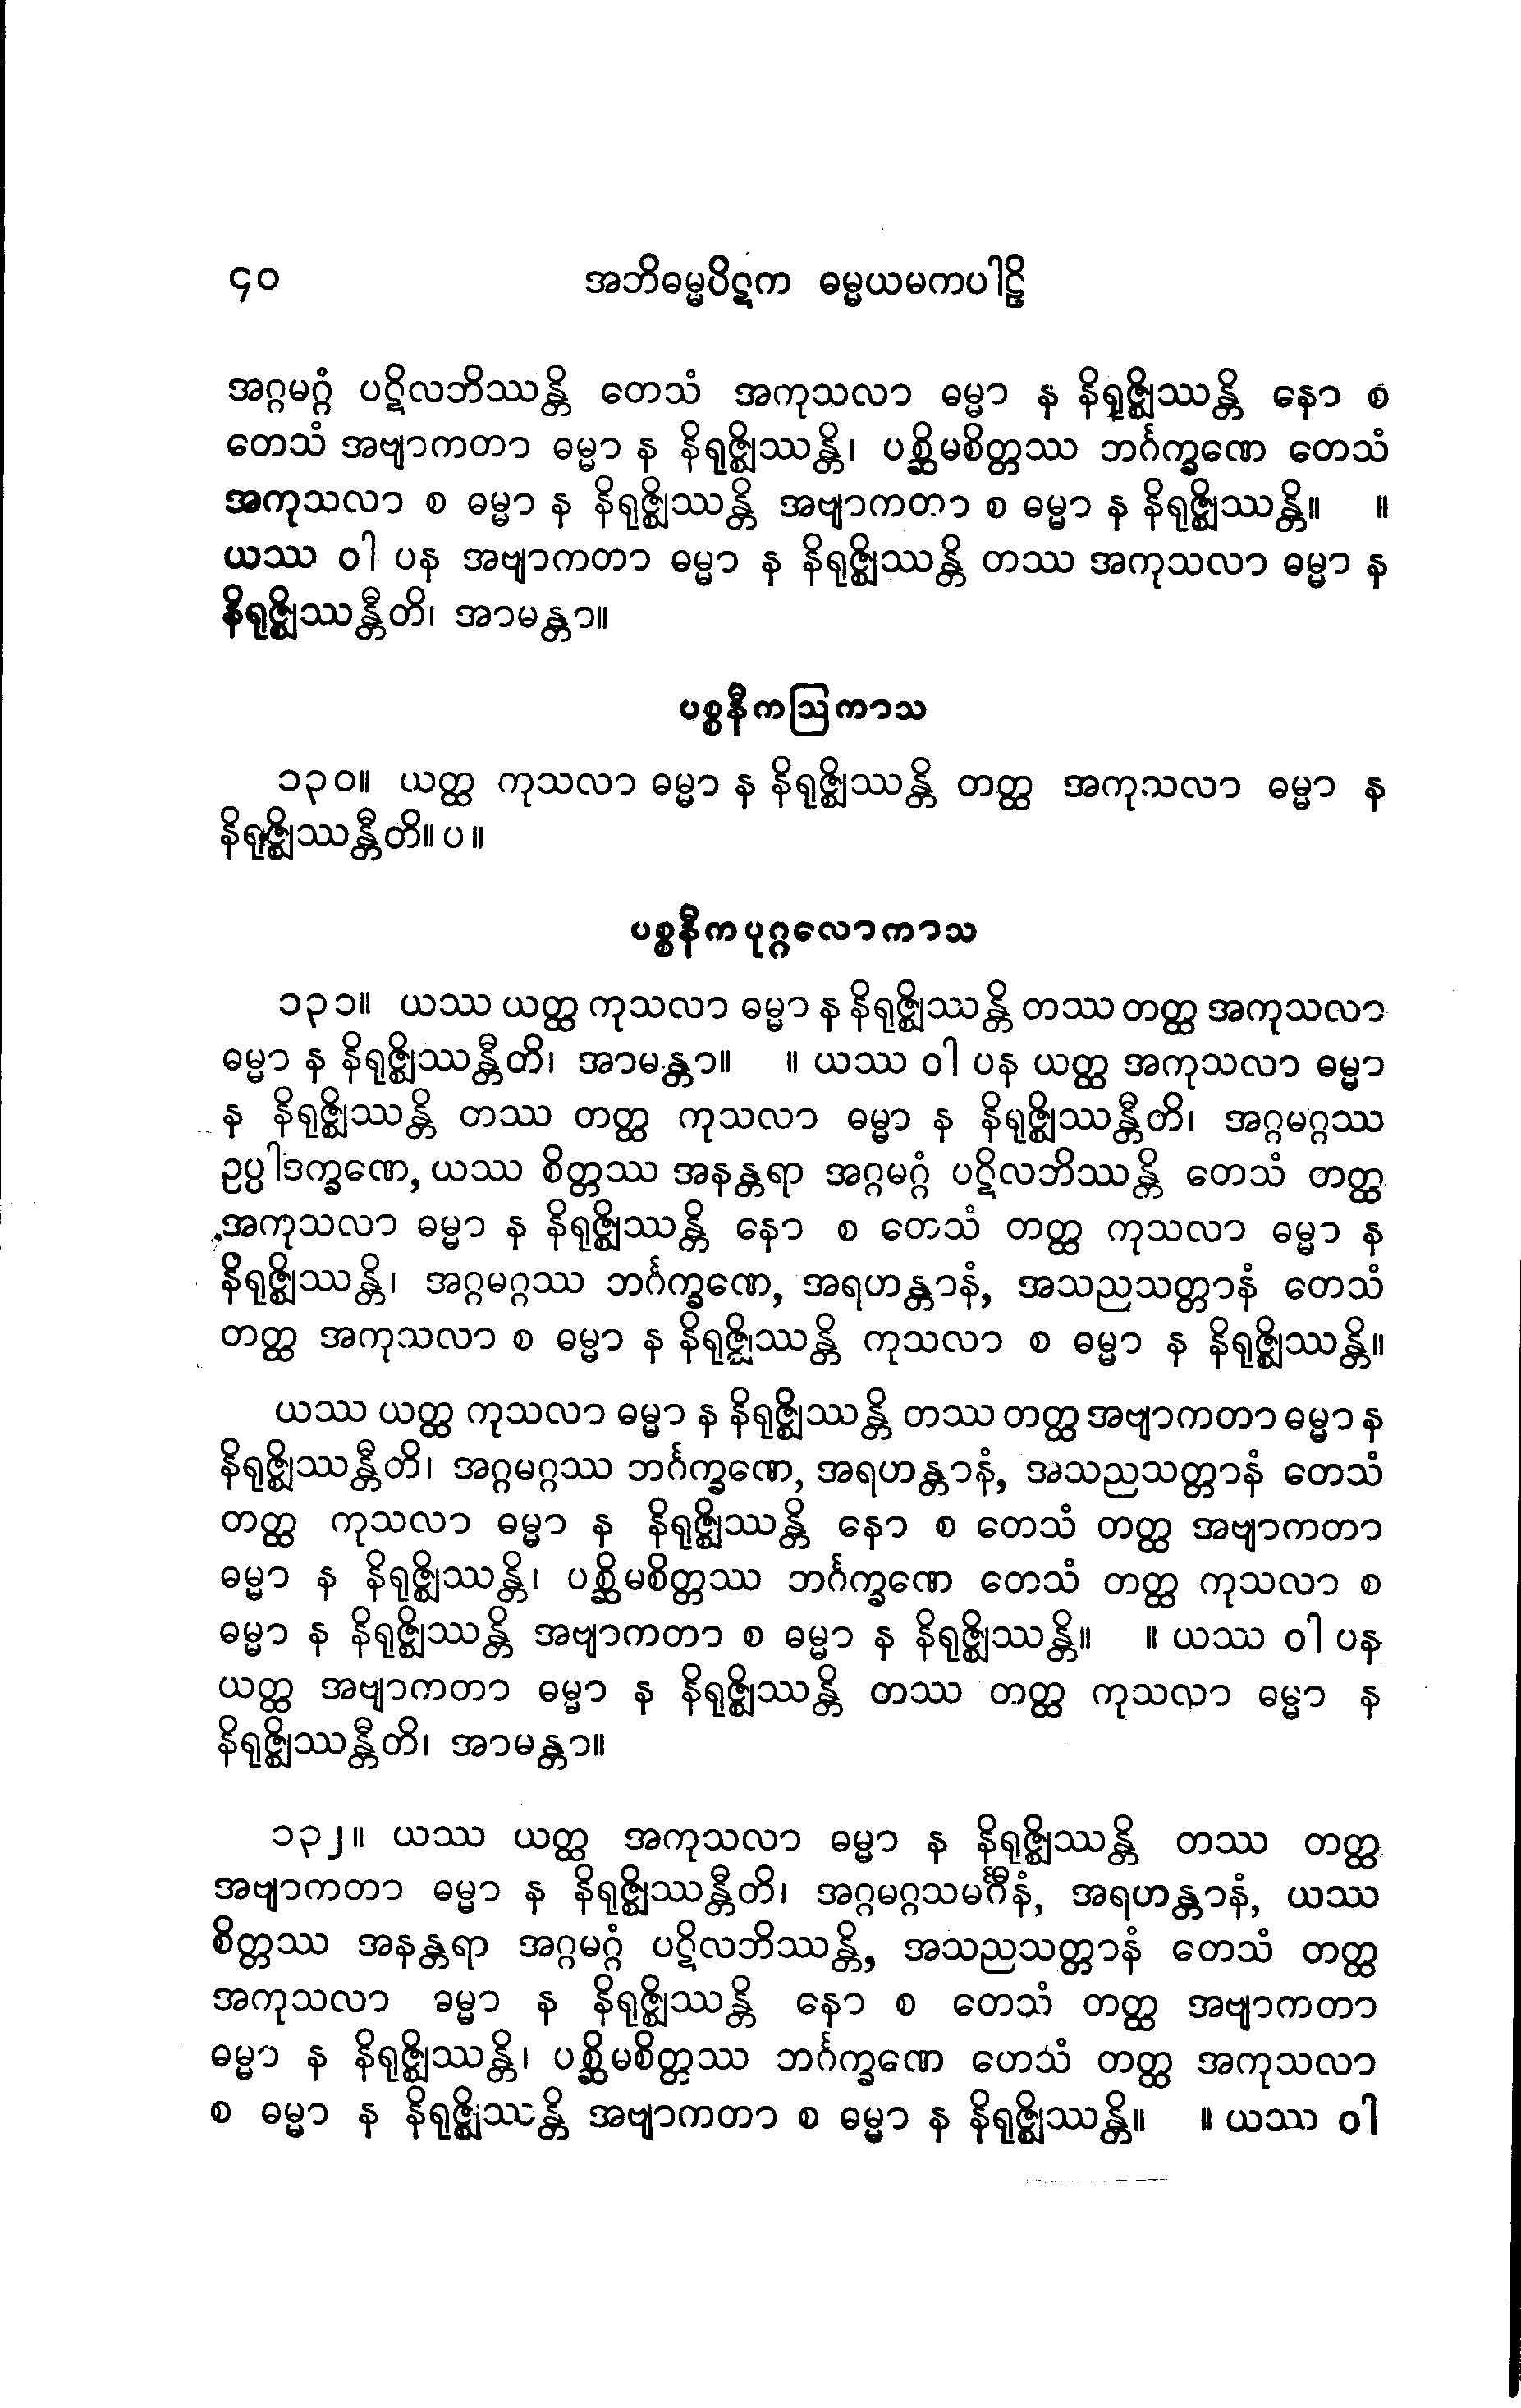 ၄၀ အဘိဓမ္မပိဋက ဓမ္မယမကပါဠိ
အဂ္ဂမဂ္ဂံ ပဋိလဘိဿန္တိ တေသံ အကုသလာ ဓမ္မာ န နိရုဇ္ဈိဿန္တိ နော စ
တေသံ အဗျာကတာ ဓမ္မာ န နိရုဇ္ဈိဿန္တိ၊ ပစ္ဆိမစိတ္တဿ ဘင်္ဂက္ခဏေ တေသံ
အကုသလာ စ ဓမ္မာ န နိရုဇ္ဈိဿန္တိ အဗျာကတာ စ ဓမ္မာ န နိရုဇ္ဈိဿန္တိ။ ။
ယဿ ဝါ ပန အဗျာကတာ ဓမ္မာ န နိရုဇ္ဈိဿန္တိ တဿ အကုသလာ ဓမ္မာ န
နိရုဇ္ဈိဿန္တီတိ၊ အာမန္တာ။
ပစ္စနီကဩကာသ
၁၃၀။ ယတ္ထ ကုသလာ ဓမ္မာ န နိရုဇ္ဈိဿန္တိ တတ္ထ အကုသလာ ဓမ္မာ န
နိရုဇ္ဈိဿန္တီတိ။ပ။
ပစ္စနီကပုဂ္ဂလောကာသ
၁၃၁။ ယဿ ယတ္ထ ကုသလာ ဓမ္မာ န နိရုဇ္ဈိဿန္တိ တဿ တတ္ထ အကုသလာ
ဓမ္မာ န နိရုဇ္ဈိဿန္တီတိ၊ အာမန္တာ။ ။ ယဿ ဝါ ပန ယတ္ထ အကုသလာ ဓမ္မာ
န နိရုဇ္ဈိဿန္တိ တဿ တတ္ထ ကုသလာ ဓမ္မာ န နိရုဇ္ဈိဿန္တီတိ၊ အဂ္ဂမဂ္ဂဿ
ဥပ္ပါဒက္ခဏေ, ယဿ စိတ္တဿ အနန္တရာ အဂ္ဂမဂ္ဂံ ပဋိလဘိဿန္တိ တေသံ တတ္ထ
အကုသလာ ဓမ္မာ န နိရုဇ္ဈိဿန္တိ နော စ တေသံ တတ္ထ ကုသလာ ဓမ္မာ န
နိရုဇ္ဈိဿန္တိ၊ အဂ္ဂမဂ္ဂဿ ဘင်္ဂက္ခဏေ, အရဟန္တာနံ, အသညသတ္တာနံ တေသံ
တတ္ထ အကုသလာ စ ဓမ္မာ န နိရုဇ္ဈိဿန္တိ ကုသလာ စ ဓမ္မာ န နိရုဇ္ဈိဿန္တိ။
ယဿ ယတ္ထ ကုသလာ ဓမ္မာ န နိရုဇ္ဈိဿန္တိ တဿ တတ္ထ အဗျာကတာ ဓမ္မာ န
နိရုဇ္ဈိဿန္တီတိ၊ အဂ္ဂမဂ္ဂဿ ဘင်္ဂက္ခဏေ, အရဟန္တာနံ, အသညသတ္တာနံ တေသံ
တတ္ထ ကုသလာ ဓမ္မာ န နိရုဇ္ဈိဿန္တိ နော စ တေသံ တတ္ထ အဗျာကတာ
ဓမ္မာ န နိရုဇ္ဈိဿန္တိ၊ ပစ္ဆိမစိတ္တဿ ဘင်္ဂက္ခဏေ တေသံ တတ္ထ ကုသလာ စ
ဓမ္မာ န နိရုဇ္ဈိဿန္တိ အဗျာကတာ စ ဓမ္မာ န နိရုဇ္ဈိဿန္တိ။ ။ ယဿ ဝါ ပန
ယတ္ထ အဗျာကတာ ဓမ္မာ န နိရုဇ္ဈိဿန္တိ တဿ တတ္ထ ကုသလာ ဓမ္မာ န
နိရုဇ္ဈိဿန္တီတိ၊ အာမန္တာ။
၁၃၂။ ယဿ ယတ္ထ အကုသလာ ဓမ္မာ န နိရုဇ္ဈိဿန္တိ တဿ တတ္ထ
အဗျာကတာ ဓမ္မာ န နိရုဇ္ဈိဿန္တီတိ၊ အဂ္ဂမဂ္ဂသမင်္ဂီနံ, အရဟန္တာနံ, ယဿ
စိတ္တဿ အနန္တရာ အဂ္ဂမဂ္ဂံ ပဋိလဘိဿန္တိ, အသညသတ္တာနံ တေသံ တတ္ထ
အကုသလာ ဓမ္မာ န နိရုဇ္ဈိဿန္တိ နော စ တေသံ တတ္ထ အဗျာကတာ
ဓမ္မာ န နိရုဇ္ဈိဿန္တိ၊ ပစ္ဆိမစိတ္တဿ ဘင်္ဂက္ခဏေ တေသံ တတ္ထ အကုသလာ
စ ဓမ္မာ န နိရုဇ္ဈိဿန္တိ အဗျာကတာ စ ဓမ္မာ န နိရုဇ္ဈိဿန္တိ။ ။ ယဿ ဝါ